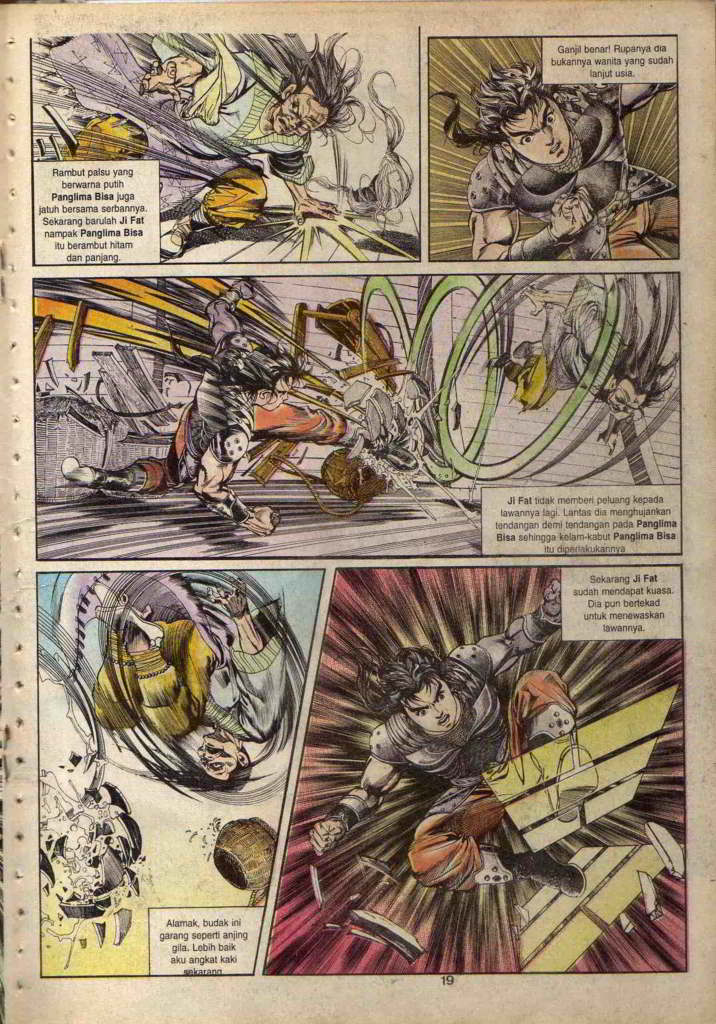 Rambut palsu yang
berwarna putih
Panglima Bisa juga
jatuh bersama serbannya.
Sekarang barulah Ji Fat
nampak Panglima Bisa
itu berambut hitam
dan panjang.
Ganjil benar! Rupanya dia
bukannya wanita yang sudah
lanjut usia.
Ji Fat tidak memberi peluang kepada
lawannya lagi. Lantas dia menghujankan
tendangan demi tendangan pada Panglima
Bisa sehingga kelam-kabut Panglima Bisa
itu diperlakukannya
Alamak, budak ini
garang seperti anjing
gila. Lebih baik
aku angkat kaki
sekarang
Sekarang Ji Fat
sudah mendapat kuasa.
Dia pun bertekad
untuk menewaskan
lawannya.
19